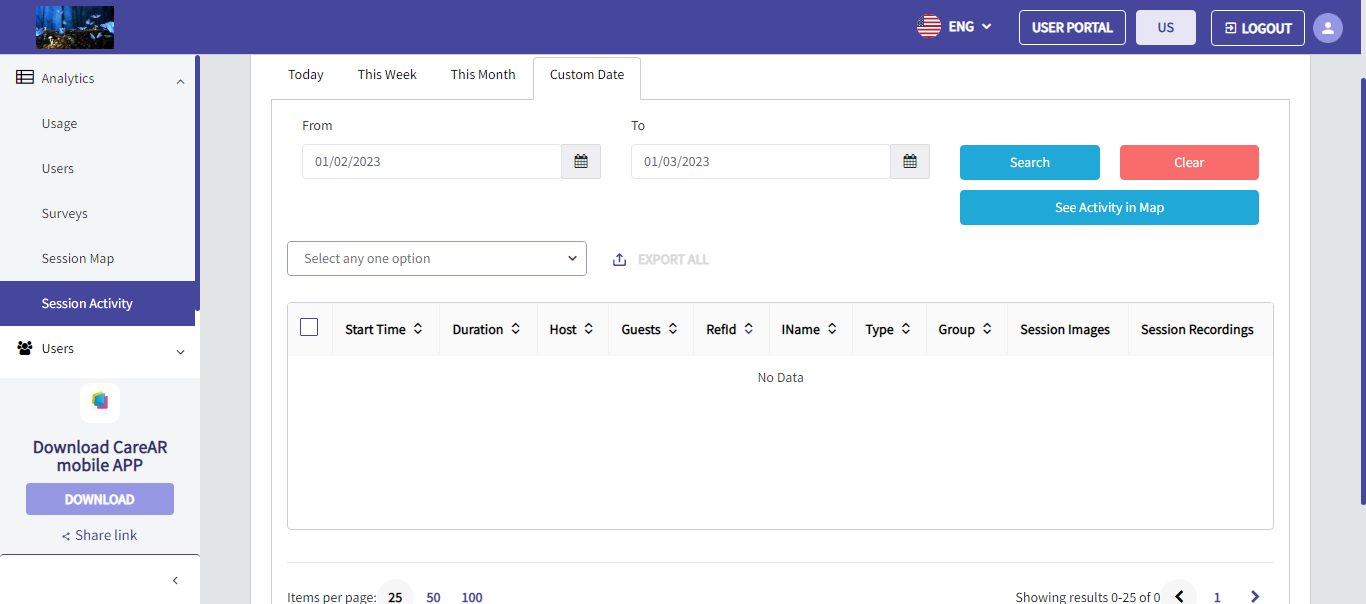 ENG
USER PORTAL
US
LOGOUT
Analytics
Usage
Users
Surveys
Session Map
Session Activity
Users
Download CareAR
mobile APP
DOWNLOAD
Share link
Today
This Week
This Month
Custom Date
From
To
01/02/2023
01/03/2023
Search
Clear
See Activity in Map
Select any one option
EXPORT ALL
Start Time
Duration
Host
Guests
RefId
IName
Type
Group
Session Images
Session Recordings
No Data
Items per page: 25 50 100
Showing results 0-25 of 0
1